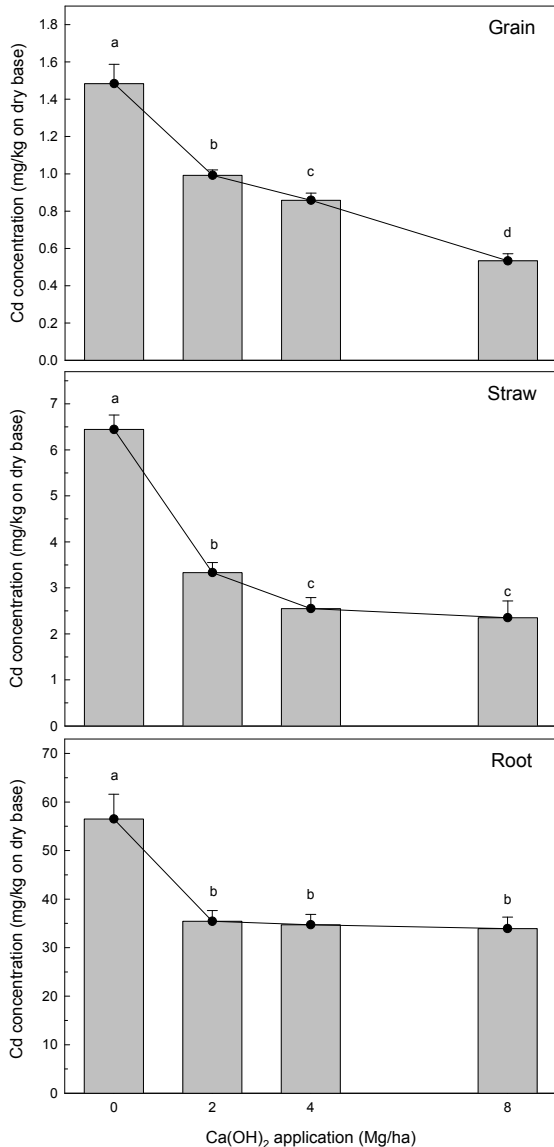 Grain
Cd concentration (mg/kg on dry base)
1.8
1.6
1.4
1.2
1.0
0.8
0.6
0.4
0.2
0.0
a
b
c
d
Straw
Cd concentration (mg/kg on dry base)
7
6
5
4
3
2
1
0
a
b
c
c
Root
Cd concentration (mg/kg on dry base)
70
60
50
40
30
20
10
0
a
b
b
b
0 2 4 8
Ca(OH)₂ application (Mg/ha)